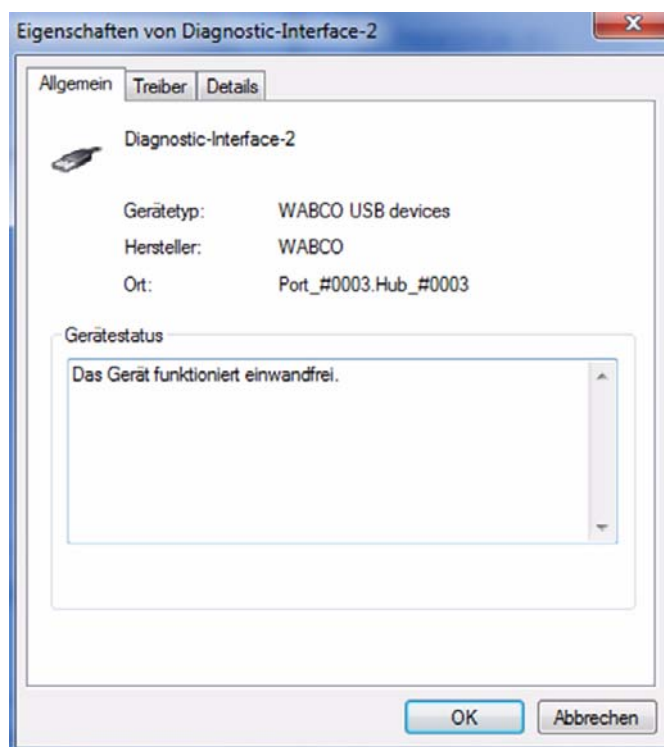 Eigenschaften von Diagnostic-Interface-2
Allgemein Treiber Details
Diagnostic-Interface-2
Gerätetyp: WABCO USB devices
Hersteller: WABCO
Ort: Port_#0003.Hub_#0003
Gerätestatus
Das Gerät funktioniert einwandfrei.
OK Abbrechen